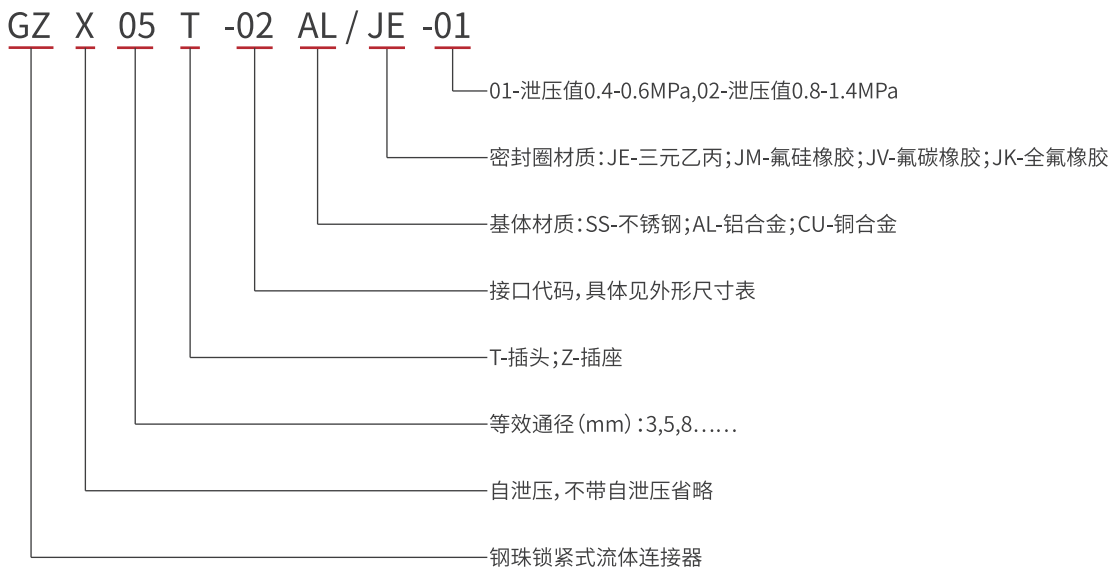 GZ X 05 T -02 AL / JE -01
01-泄压值0.4-0.6MPa,02-泄压值0.8-1.4MPa
密封圈材质:JE-三元乙丙;JM-氟硅橡胶;JV-氟碳橡胶;JK-全氟橡胶
基体材质:SS-不锈钢;AL-铝合金;CU-铜合金
接口代码,具体见外形尺寸表
T-插头;Z-插座
等效通径(mm):3,5,8……
自泄压,不带自泄压省略
钢珠锁紧式流体连接器